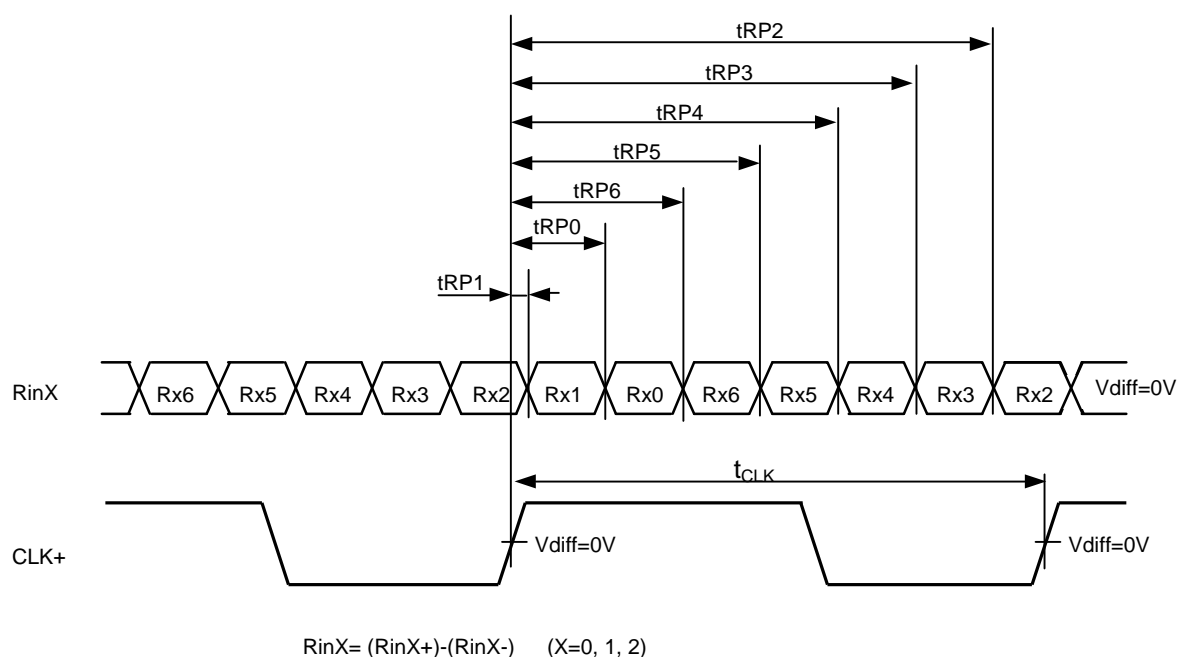 tRP2
tRP3
tRP4
tRP5
tRP6
tRP0
tRP1
RinX Rx6 Rx5 Rx4 Rx3 Rx2 Rx1 Rx0 Rx6 Rx5 Rx4 Rx3 Rx2 Vdiff=0V
tCLK
CLK+ Vdiff=0V Vdiff=0V
RinX= (RinX+)-(RinX-) (X=0, 1, 2)